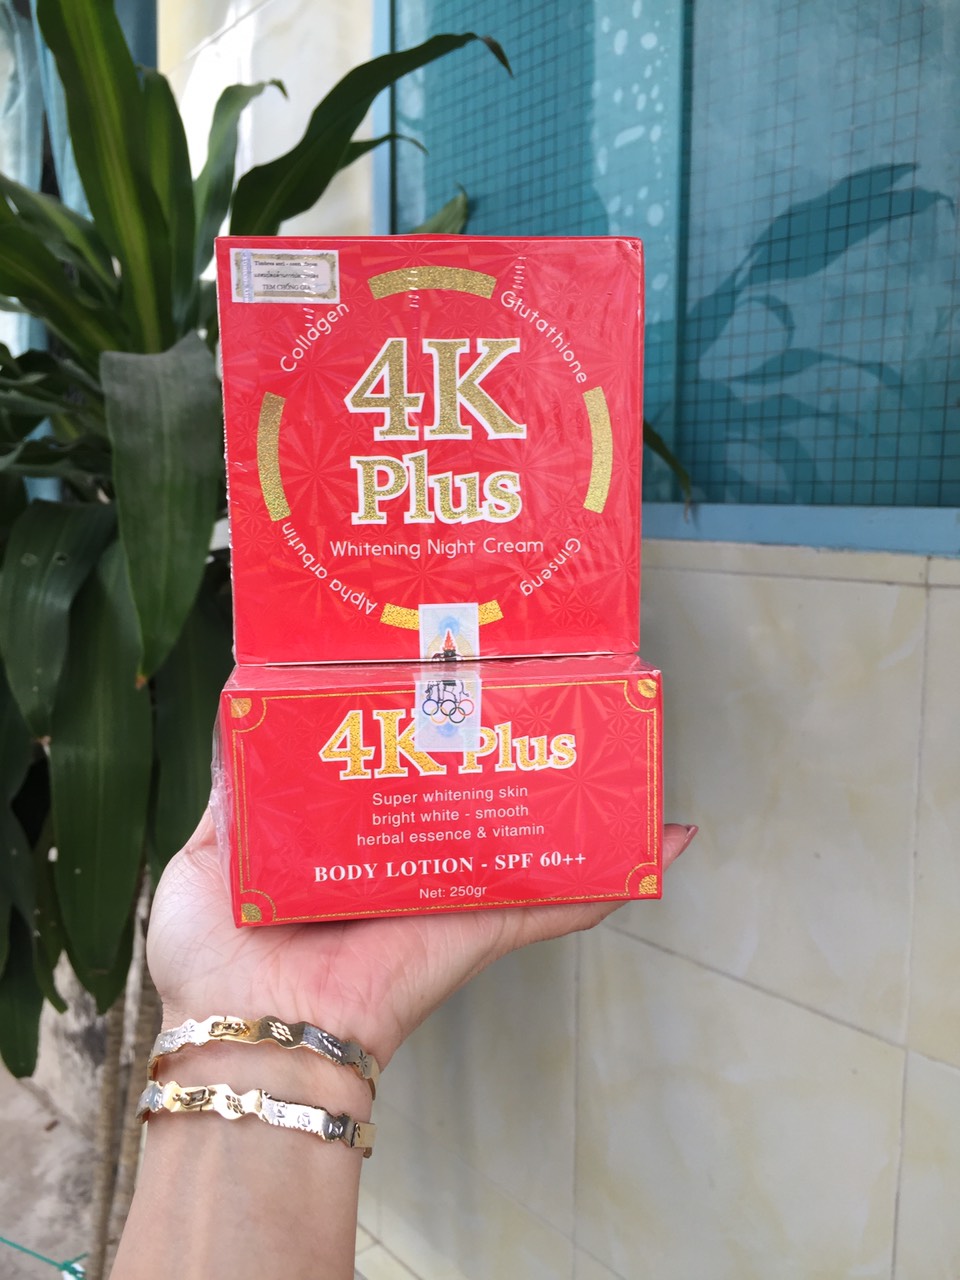 TEM CHỐNG GIẢ
Collagen
Glutathione
4K
Plus
Whitening Night Cream
Alpha arbutin
Ginseng
4K Plus
Super whitening skin
bright white - smooth
herbal essence & vitamin
BODY LOTION - SPF 60++
Net: 250gr